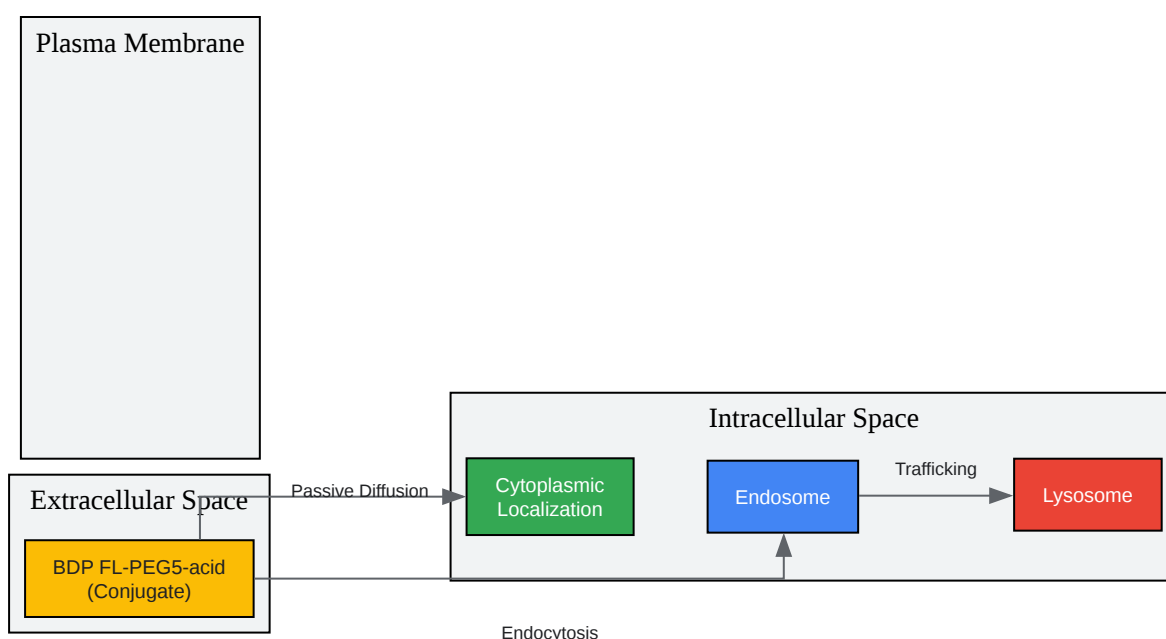 Plasma Membrane
Intracellular Space
Extracellular Space
Passive Diffusion
Cytoplasmic
Localization
Endosome
Trafficking
Lysosome
BDP FL-PEG5-acid
(Conjugate)
Endocytosis